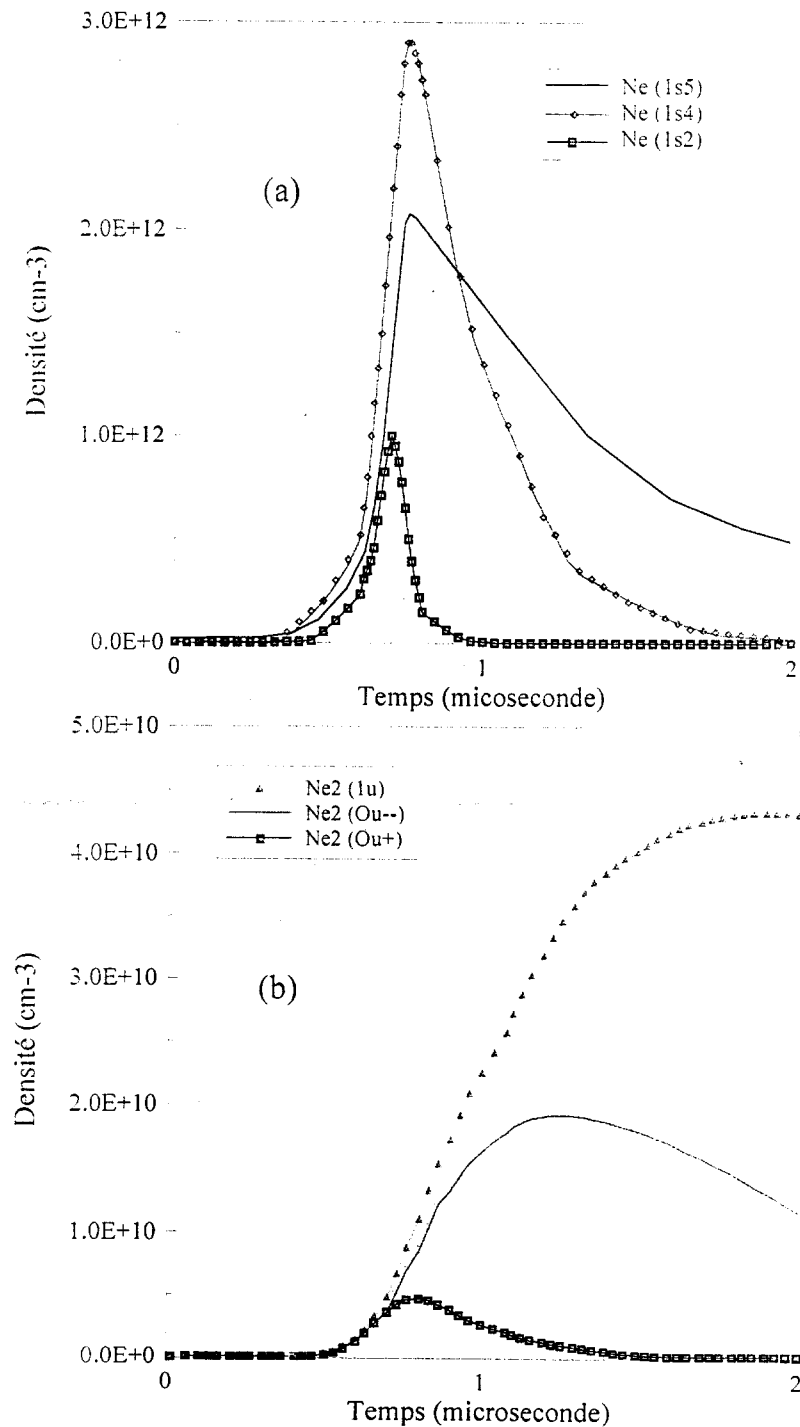 3.0E+12
Ne (1s5)
Ne (1s4)
Ne (1s2)
(a)
2.0E+12
Densité (cm-3)
1.0E+12
0.0E+0
0
1
2
Temps (micoseconde)
5.0E+10
Ne2 (1u)
Ne2 (Ou--)
Ne2 (Ou+)
4.0E+10
3.0E+10
(b)
Densité (cm-3)
2.0E+10
1.0E+10
0.0E+0
0
1
2
Temps (microseconde)